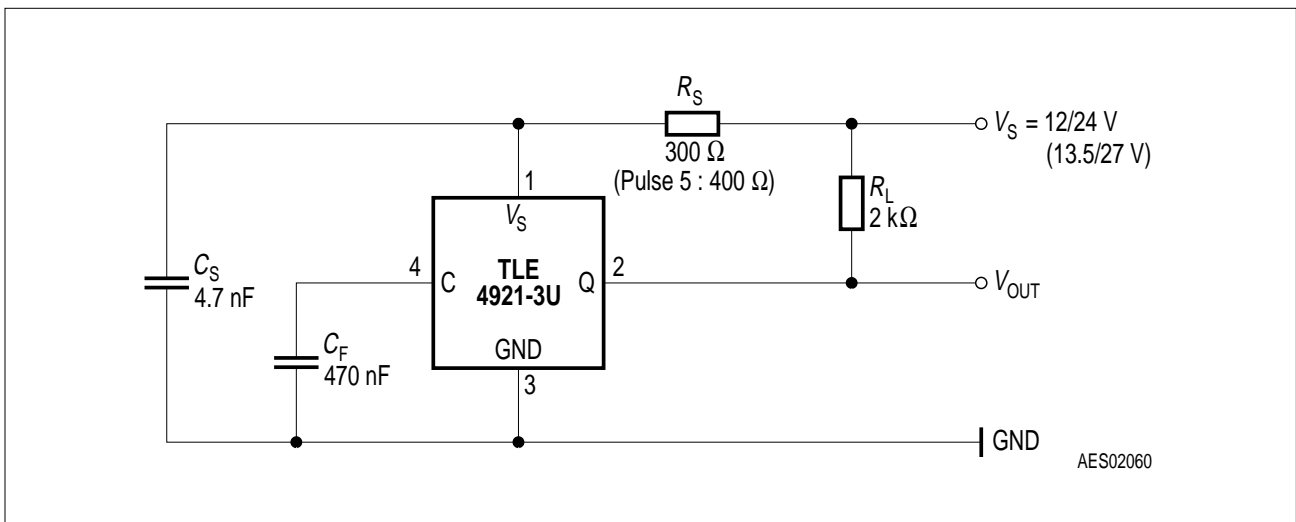 R_S
300 Ω
(Pulse 5 : 400 Ω)
V_S = 12/24 V
(13.5/27 V)
R_L
2 kΩ
1
V_S
4
C
TLE
4921-3U
Q
2
V_OUT
C_S
4.7 nF
C_F
470 nF
GND
3
GND
AES02060